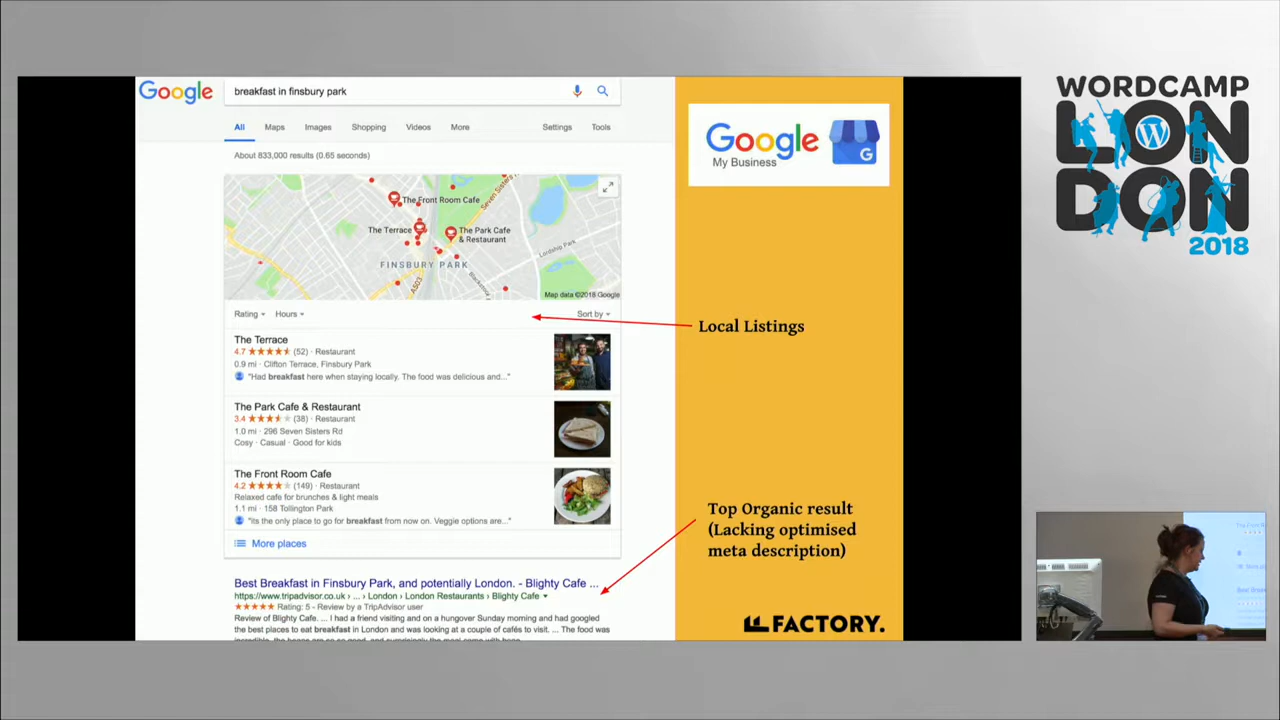 Google
breakfast in finsbury park
All Maps Images Shopping Videos More Settings Tools
About 833,000 results (0.65 seconds)
The Front Room Cafe
Seven Sisters
The Terrace
The Park Cafe
& Restaurant
Lordship Park
FINSBURY PARK
A503
Map data ©2018 Google
Rating Hours Sort by
The Terrace
4.7 (52) · Restaurant
0.9 mi · Clifton Terrace, Finsbury Park
"Had breakfast here when staying locally. The food was delicious and..."
The Park Cafe & Restaurant
3.4 (38) · Restaurant
1.0 mi · 296 Seven Sisters Rd
Cosy · Casual · Good for kids
The Front Room Cafe
4.2 (149) · Restaurant
Relaxed cafe for brunches & light meals
1.1 mi · 158 Tollington Park
"its the only place to go for breakfast from now on. Veggie options are..."
More places
Best Breakfast in Finsbury Park, and potentially London. - Blighty Cafe ...
https://www.tripadvisor.co.uk › ... › London › London Restaurants › Blighty Cafe
Rating: 5 - Review by a TripAdvisor user
Review of Blighty Cafe. ... I had a friend visiting and on a hungover Sunday morning and had googled
the best places to eat breakfast in London and was looking at a couple of cafés to visit. ... The food was
Google
My Business
G
Local Listings
Top Organic result
(Lacking optimised
meta description)
FACTORY.
WORDCAMP
LON
DON
2018